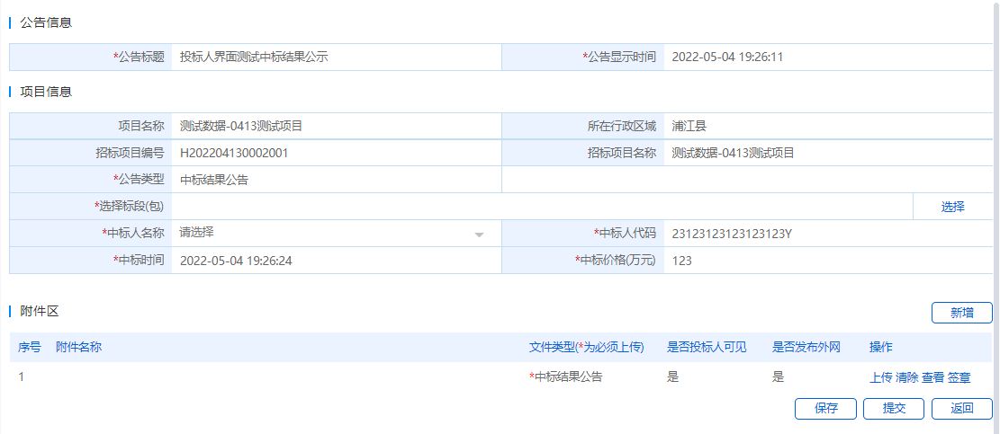 公告信息
*公告标题 投标人界面测试中标结果公示 *公告显示时间 2022-05-04 19:26:11
项目信息
项目名称 测试数据-0413测试项目 所在行政区域 浦江县
招标项目编号 H202204130002001 招标项目名称 测试数据-0413测试项目
*公告类型 中标结果公告
*选择标段(包) 选择
*中标人名称 请选择 *中标人代码 23123123123123123Y
*中标时间 2022-05-04 19:26:24 *中标价格(万元) 123
附件区 新增
序号 附件名称 文件类型(*为必须上传) 是否投标人可见 是否发布外网 操作
1 *中标结果公告 是 是 上传 清除 查看 签章
保存 提交 返回